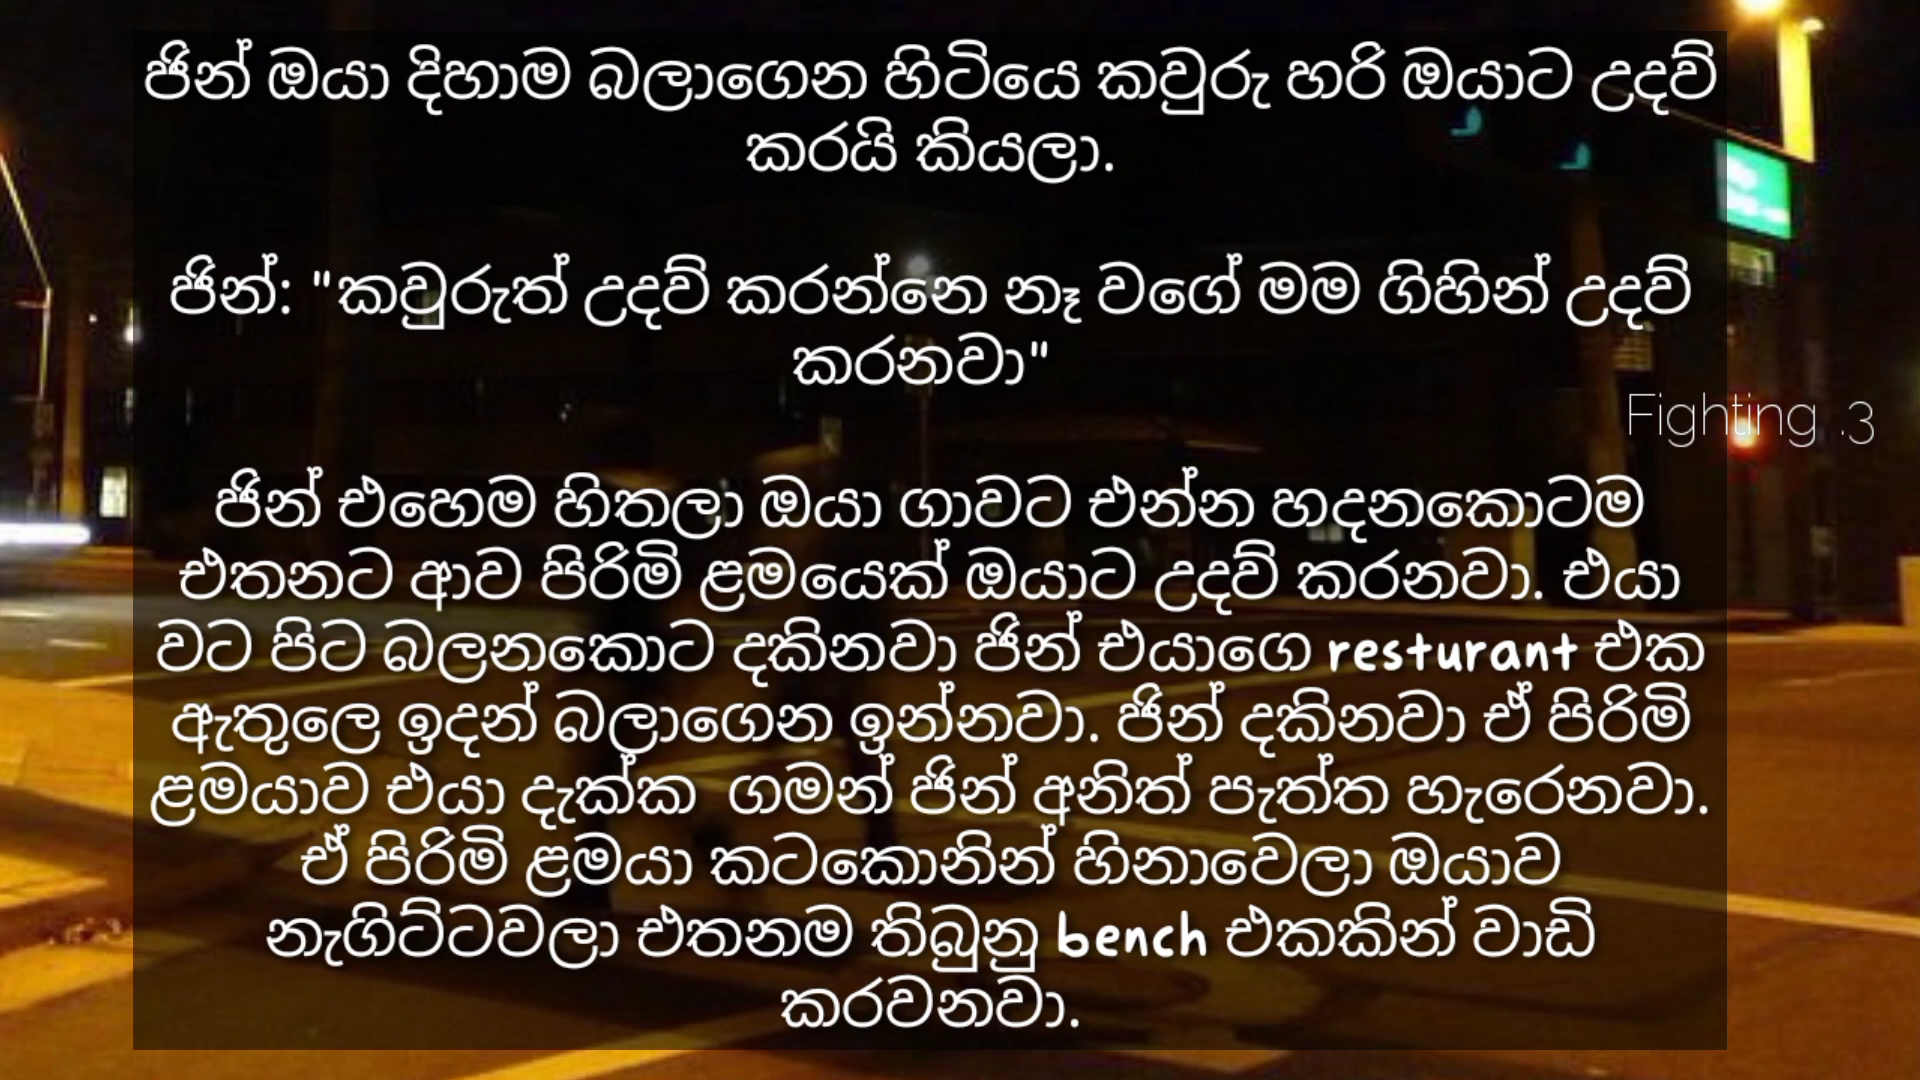 ජින් ඔයා දිහාම බලාගෙන හිටියෙ කවුරු හරි ඔයාට උදව්
කරයි කියලා.
ජින්: "කවුරුත් උදව් කරන්නෙ නෑ වගේ මම ගිහින් උදව්
කරනවා"
Fighting .3
ජින් එහෙම හිතලා ඔයා ගාවට එන්න හදනකොටම
එතනට ආව පිරිමි ළමයෙක් ඔයාට උදව් කරනවා. එයා
වට පිට බලනකොට දකිනවා ජින් එයාගෙ resturant එක
ඇතුලෙ ඉදන් බලාගෙන ඉන්නවා. ජින් දකිනවා ඒ පිරිමි
ළමයාව එයා දැක්ක ගමන් ජින් අනිත් පැත්ත හැරෙනවා.
ඒ පිරිමි ළමයා කටකොනින් හිනාවෙලා ඔයාව
නැගිට්ටවලා එතනම තිබුනු bench එකකින් වාඩි
කරවනවා.